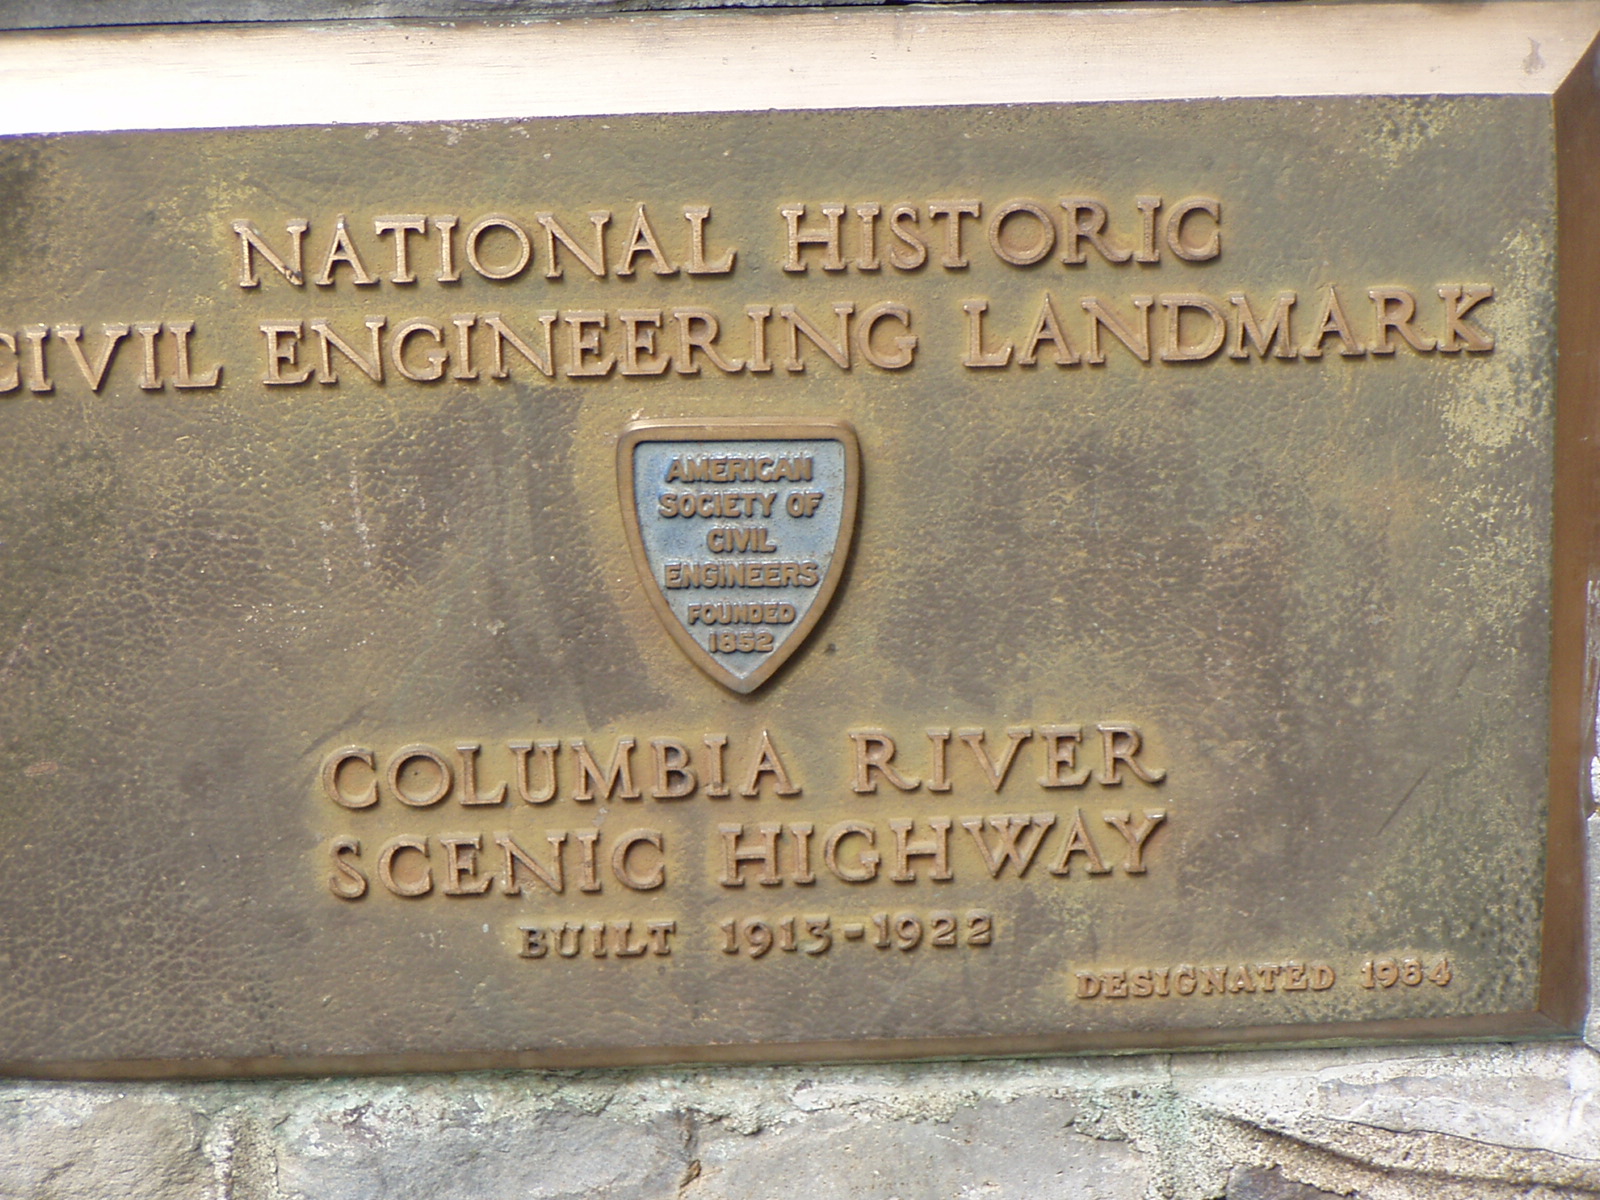 NATIONAL HISTORIC
CIVIL ENGINEERING LANDMARK
AMERICAN
SOCIETY OF
CIVIL
ENGINEERS
FOUNDED
1852
COLUMBIA RIVER
SCENIC HIGHWAY
BUILT 1913-1922
DESIGNATED 1984